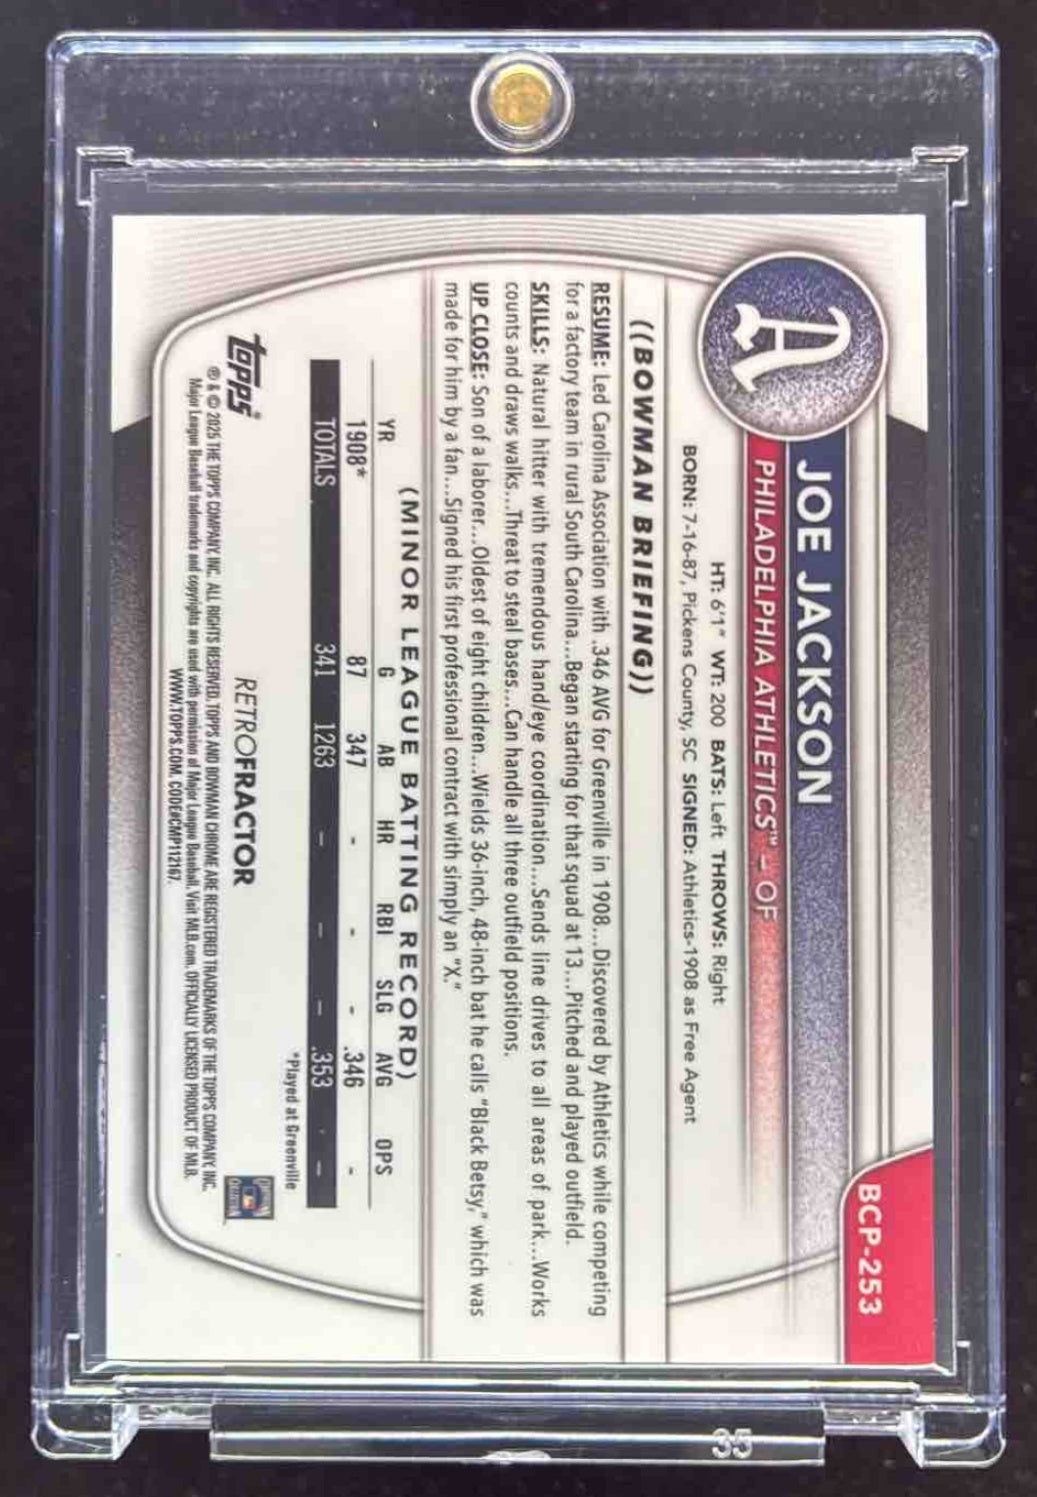 BCP-253
A
JOE JACKSON
PHILADELPHIA ATHLETICS™ – OF
HT: 6'1" WT: 200 BATS: Left THROWS: Right
BORN: 7-16-87, Pickens County, SC SIGNED: Athletics-1908 as Free Agent
((BOWMAN BRIEFING))
RESUME: Led Carolina Association with .346 AVG for Greenville in 1908...Discovered by Athletics while competing
for a factory team in rural South Carolina...Began starting for that squad at 13...Pitched and played outfield.
SKILLS: Natural hitter with tremendous hand/eye coordination...Sends line drives to all areas of park...Works
counts and draws walks...Threat to steal bases...Can handle all three outfield positions.
UP CLOSE: Son of a laborer...Oldest of eight children...Wields 36-inch, 48-inch bat he calls "Black Betsy," which was
made for him by a fan...Signed his first professional contract with simply an "X."
(MINOR LEAGUE BATTING RECORD)
YR G AB HR RBI SLG AVG OPS
1908* 87 347 - - - .346 -
TOTALS 341 1263 - - - .353 -
*Played at Greenville
topps®
RETROFRACTOR
® & © 2025 THE TOPPS COMPANY, INC. ALL RIGHTS RESERVED. TOPPS AND BOWMAN CHROME ARE REGISTERED TRADEMARKS OF THE TOPPS COMPANY, INC.
Major League Baseball trademarks and copyrights are used with permission of Major League Baseball. Visit MLB.com. OFFICIALLY LICENSED PRODUCT OF MLB.
WWW.TOPPS.COM. CODE#CMP112167.
35